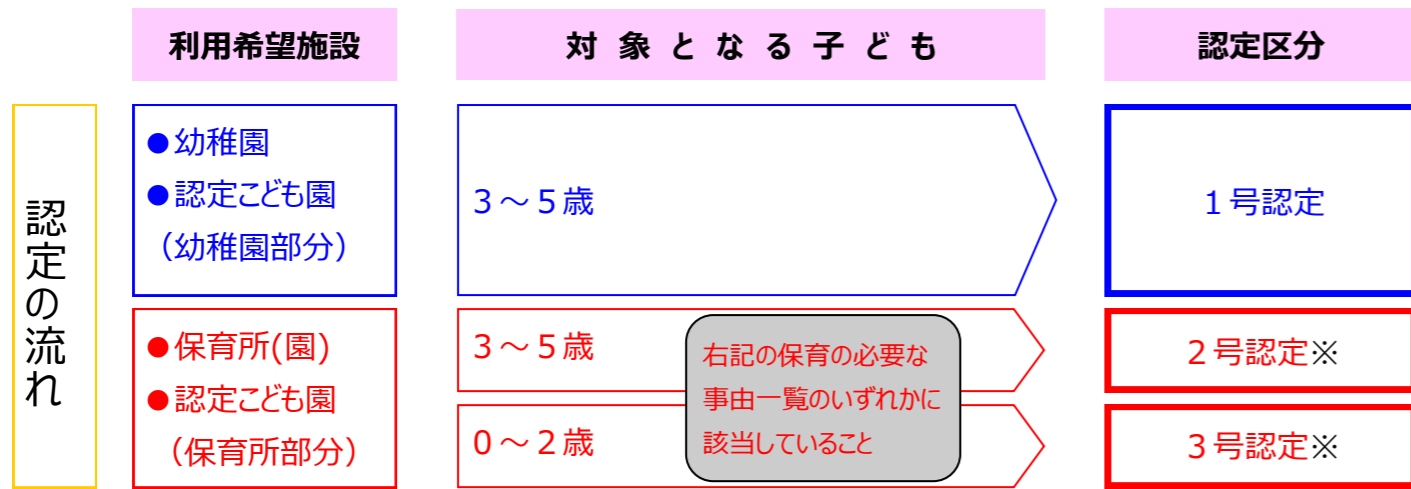 利用希望施設
対象となる子ども
認定区分
認定の流れ
●幼稚園
●認定こども園
（幼稚園部分）
３～５歳
１号認定
●保育所(園)
●認定こども園
（保育所部分）
３～５歳
０～２歳
右記の保育の必要な
事由一覧のいずれかに
該当していること
２号認定※
３号認定※